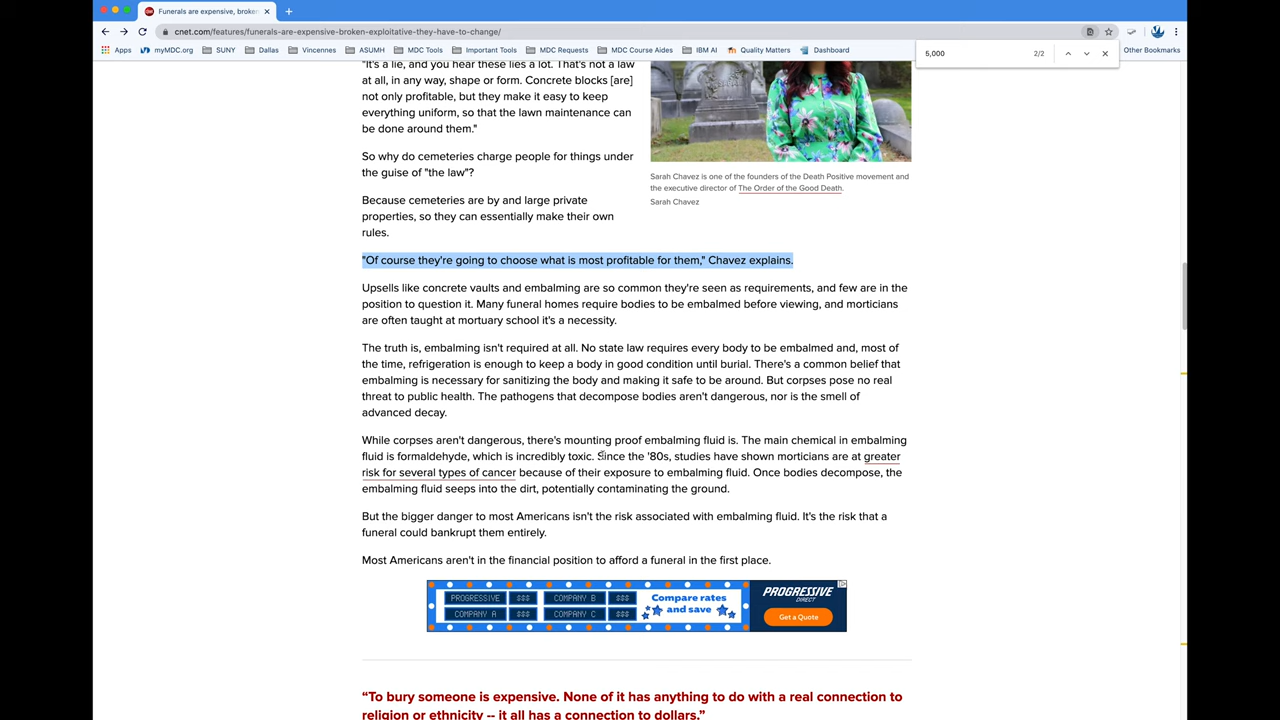 Funerals are expensive, broken
cnet.com/features/funerals-are-expensive-broken-exploitative-they-have-to-change/
Apps myMDC.org SUNY Dallas Vincennes ASUMH MDC Tools Important Tools MDC Requests MDC Course Aides IBM AI Quality Matters Dashboard Other Bookmarks
5,000 2/2
"It's a lie, and you hear these lies a lot. That's not a law
at all, in any way, shape or form. Concrete blocks [are]
not only profitable, but they make it easy to keep
everything uniform, so that the lawn maintenance can
be done around them."
So why do cemeteries charge people for things under
the guise of "the law"?
Because cemeteries are by and large private
properties, so they can essentially make their own
rules.
Sarah Chavez is one of the founders of the Death Positive movement and
the executive director of The Order of the Good Death.
Sarah Chavez
"Of course they're going to choose what is most profitable for them," Chavez explains.
Upsells like concrete vaults and embalming are so common they're seen as requirements, and few are in the
position to question it. Many funeral homes require bodies to be embalmed before viewing, and morticians
are often taught at mortuary school it's a necessity.
The truth is, embalming isn't required at all. No state law requires every body to be embalmed and, most of
the time, refrigeration is enough to keep a body in good condition until burial. There's a common belief that
embalming is necessary for sanitizing the body and making it safe to be around. But corpses pose no real
threat to public health. The pathogens that decompose bodies aren't dangerous, nor is the smell of
advanced decay.
While corpses aren't dangerous, there's mounting proof embalming fluid is. The main chemical in embalming
fluid is formaldehyde, which is incredibly toxic. Since the '80s, studies have shown morticians are at greater
risk for several types of cancer because of their exposure to embalming fluid. Once bodies decompose, the
embalming fluid seeps into the dirt, potentially contaminating the ground.
But the bigger danger to most Americans isn't the risk associated with embalming fluid. It's the risk that a
funeral could bankrupt them entirely.
Most Americans aren't in the financial position to afford a funeral in the first place.
PROGRESSIVE $$$ COMPANY B $$$
COMPANY A $$$ COMPANY C $$$
Compare rates
and save
PROGRESSIVE
DIRECT
Get a Quote
“To bury someone is expensive. None of it has anything to do with a real connection to
religion or ethnicity -- it all has a connection to dollars.”